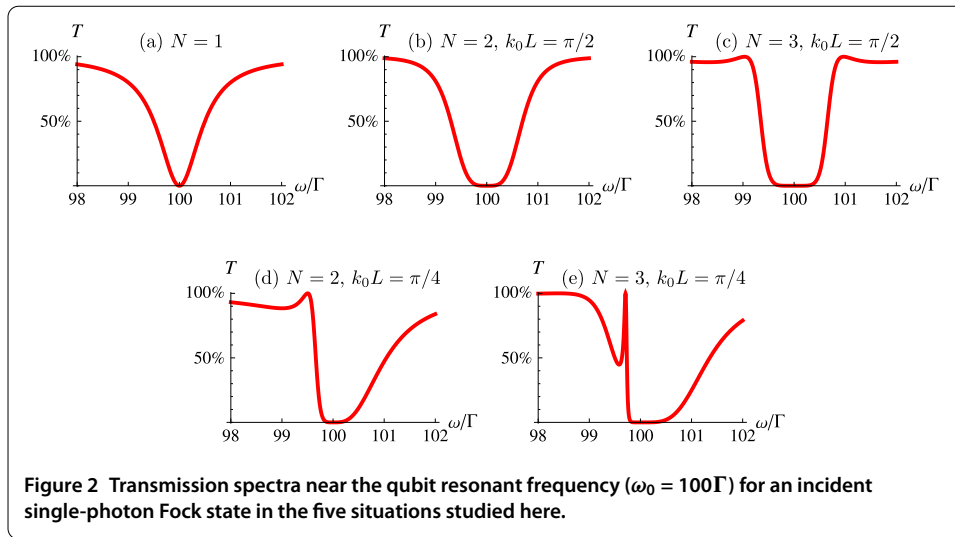 T
(a) N = 1
100%
50%
98 99 100 101 102
ω/Γ
T
(b) N = 2, k₀L = π/2
100%
50%
98 99 100 101 102
ω/Γ
T
(c) N = 3, k₀L = π/2
100%
50%
98 99 100 101 102
ω/Γ
T
(d) N = 2, k₀L = π/4
100%
50%
98 99 100 101 102
ω/Γ
T
(e) N = 3, k₀L = π/4
100%
50%
98 99 100 101 102
ω/Γ
Figure 2 Transmission spectra near the qubit resonant frequency (ω₀ = 100Γ) for an incident
single-photon Fock state in the five situations studied here.